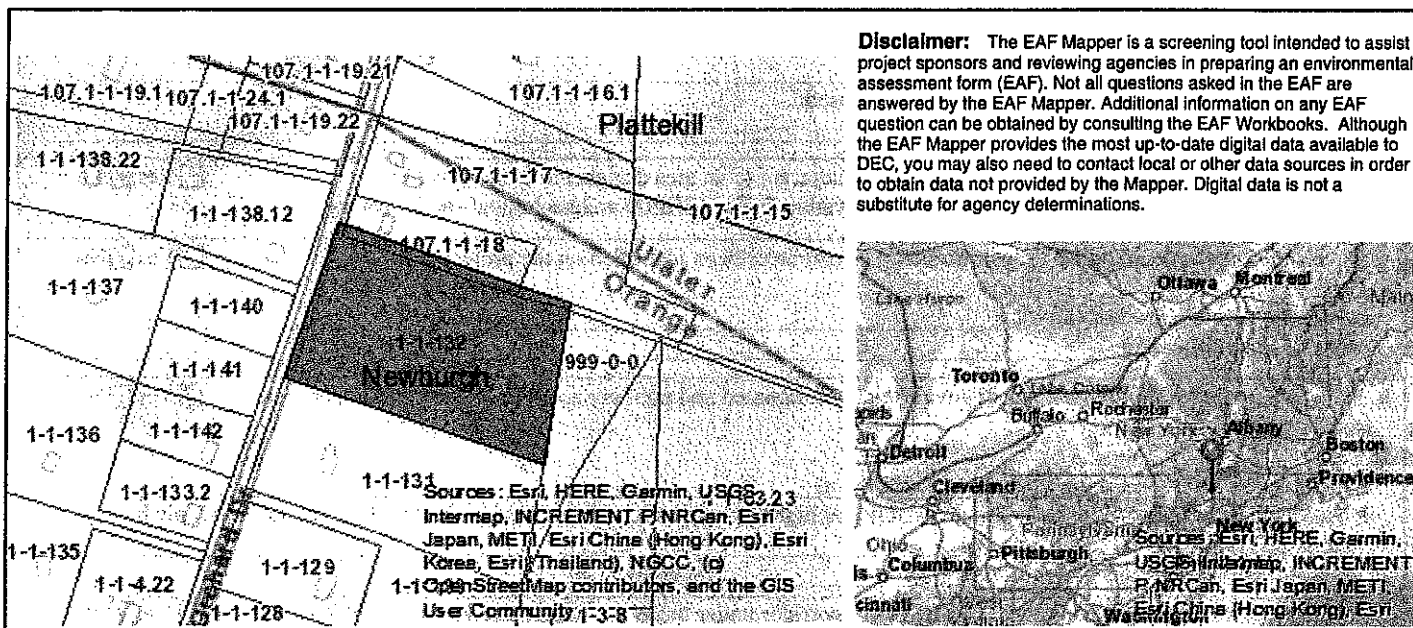 Disclaimer: The EAF Mapper is a screening tool intended to assist
project sponsors and reviewing agencies in preparing an environmental
assessment form (EAF). Not all questions asked in the EAF are
answered by the EAF Mapper. Additional information on any EAF
question can be obtained by consulting the EAF Workbooks. Although
the EAF Mapper provides the most up-to-date digital data available to
DEC, you may also need to contact local or other data sources in order
to obtain data not provided by the Mapper. Digital data is not a
substitute for agency determinations.
107.1-1-19.21
107.1-1-19.1
107.1-1-24.1
107.1-1-16.1
107.1-1-19.22
Plattekill
1-1-138.22
107.1-1-17
1-1-138.12
107.1-1-15
107.1-1-18
Ulster
Orange
1-1-137
1-1-140
1-1-132
999-0-0
1-1-141
Newburgh
1-1-136
1-1-142
1-1-131
1-1-133.2
1-1-135
1-1-129
1-1-4.22
1-1-128
1-3-8
Sources: Esri, HERE, Garmin, USGS,
Intermap, INCREMENT P, NRCan, Esri
Japan, METI, Esri China (Hong Kong), Esri
Korea, Esri (Thailand), NGCC, (c)
OpenStreetMap contributors, and the GIS
User Community
Ottawa
Montreal
Lake Huron
Toronto
Buffalo
Rochester
New York
Albany
Detroit
Boston
Cleveland
Providence
Pennsylvania
New York
Ohio
Pittsburgh
Columbus
cinnati
Washington
Sources: Esri, HERE, Garmin,
USGS, Intermap, INCREMENT
P, NRCan, Esri Japan, METI,
Esri China (Hong Kong), Esri